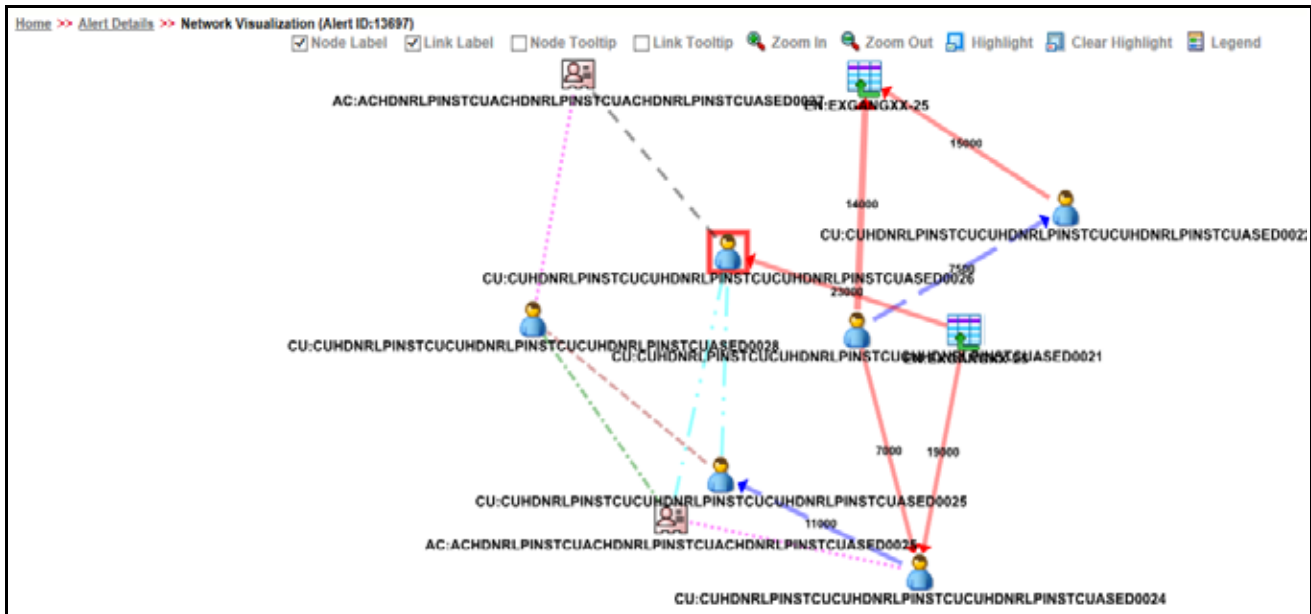 Home >> Alert Details >> Network Visualization (Alert ID:13697)
Node Label Link Label Node Tooltip Link Tooltip Zoom In Zoom Out Highlight Clear Highlight Legend
AC:ACHDNRLPINSTCUACHDNRLPINSTCUACHDNRLPINSTCUASED0027
EN:EXGANGXX-25
15000
14000
CU:CUHDNRLPINSTCUCUHDNRLPINSTCUCUHDNRLPINSTCUASED002
7500
CU:CUHDNRLPINSTCUCUHDNRLPINSTCUCUHDNRLPINSTCUASED0026
23000
CU:CUHDNRLPINSTCUCUHDNRLPINSTCUCUHDNRLPINSTCUASED0028
CU:CUHDNRLPINSTCUCUHDNRLPINSTCUCUHDNRLPINSTCUASED0021
7000
19000
CU:CUHDNRLPINSTCUCUHDNRLPINSTCUCUHDNRLPINSTCUASED0025
11000
AC:ACHDNRLPINSTCUACHDNRLPINSTCUACHDNRLPINSTCUASED0025
CU:CUHDNRLPINSTCUCUHDNRLPINSTCUCUHDNRLPINSTCUASED0024